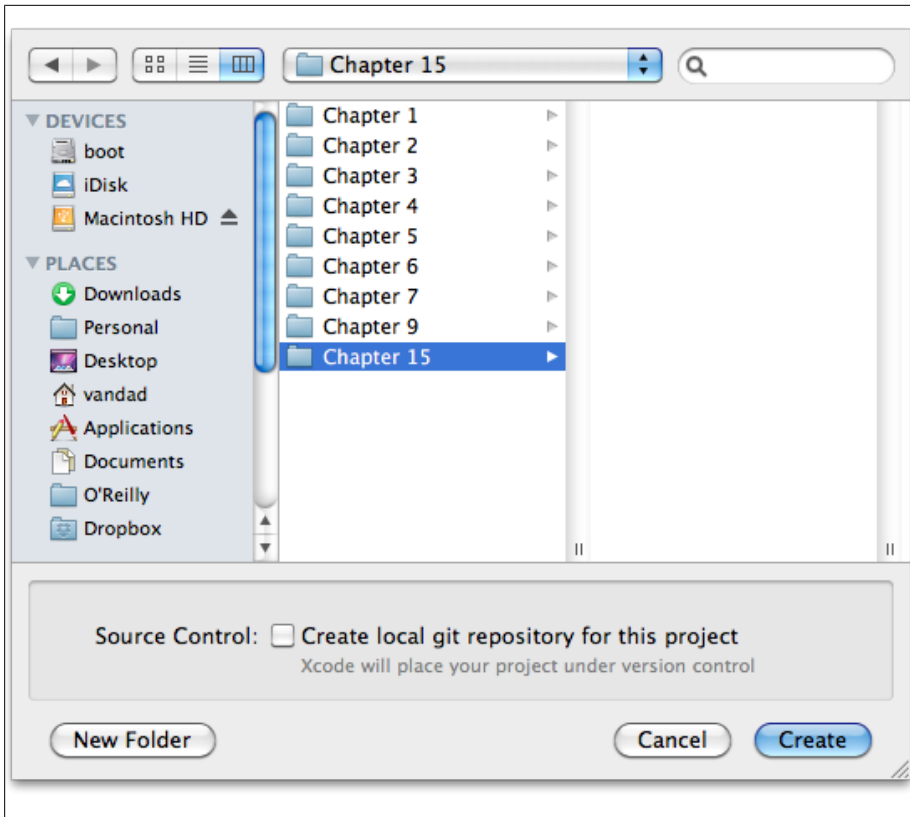 Chapter 15
DEVICES
boot
iDisk
Macintosh HD
PLACES
Downloads
Personal
Desktop
vandad
Applications
Documents
O'Reilly
Dropbox
Chapter 1
Chapter 2
Chapter 3
Chapter 4
Chapter 5
Chapter 6
Chapter 7
Chapter 9
Chapter 15
Source Control: Create local git repository for this project
Xcode will place your project under version control
New Folder Cancel Create